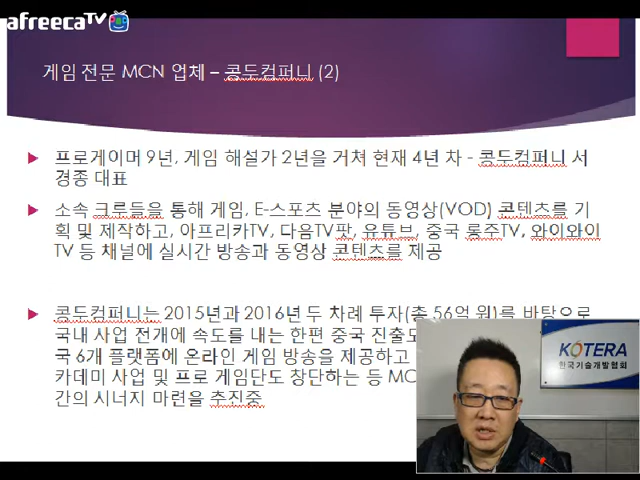 afreecaTV
게임 전문 MCN 업체 – 콩두컴퍼니 (2)
프로게이머 9년, 게임 해설가 2년을 거쳐 현재 4년 차 - 콩두컴퍼니 서
경종 대표
소속 크루들을 통해 게임, E-스포츠 분야의 동영상(VOD) 콘텐츠를 기
획 및 제작하고, 아프리카TV, 다음TV팟, 유튜브, 중국 롱주TV, 와이와이
TV 등 채널에 실시간 방송과 동영상 콘텐츠를 제공
콩두컴퍼니는 2015년과 2016년 두 차례 투자(총 56억 원)를 바탕으로
국내 사업 전개에 속도를 내는 한편 중국 진출도
국 6개 플랫폼에 온라인 게임 방송을 제공하고
카데미 사업 및 프로 게임단도 창단하는 등 MC
간의 시너지 마련을 추진중
KOTERA
한국기술개발협회